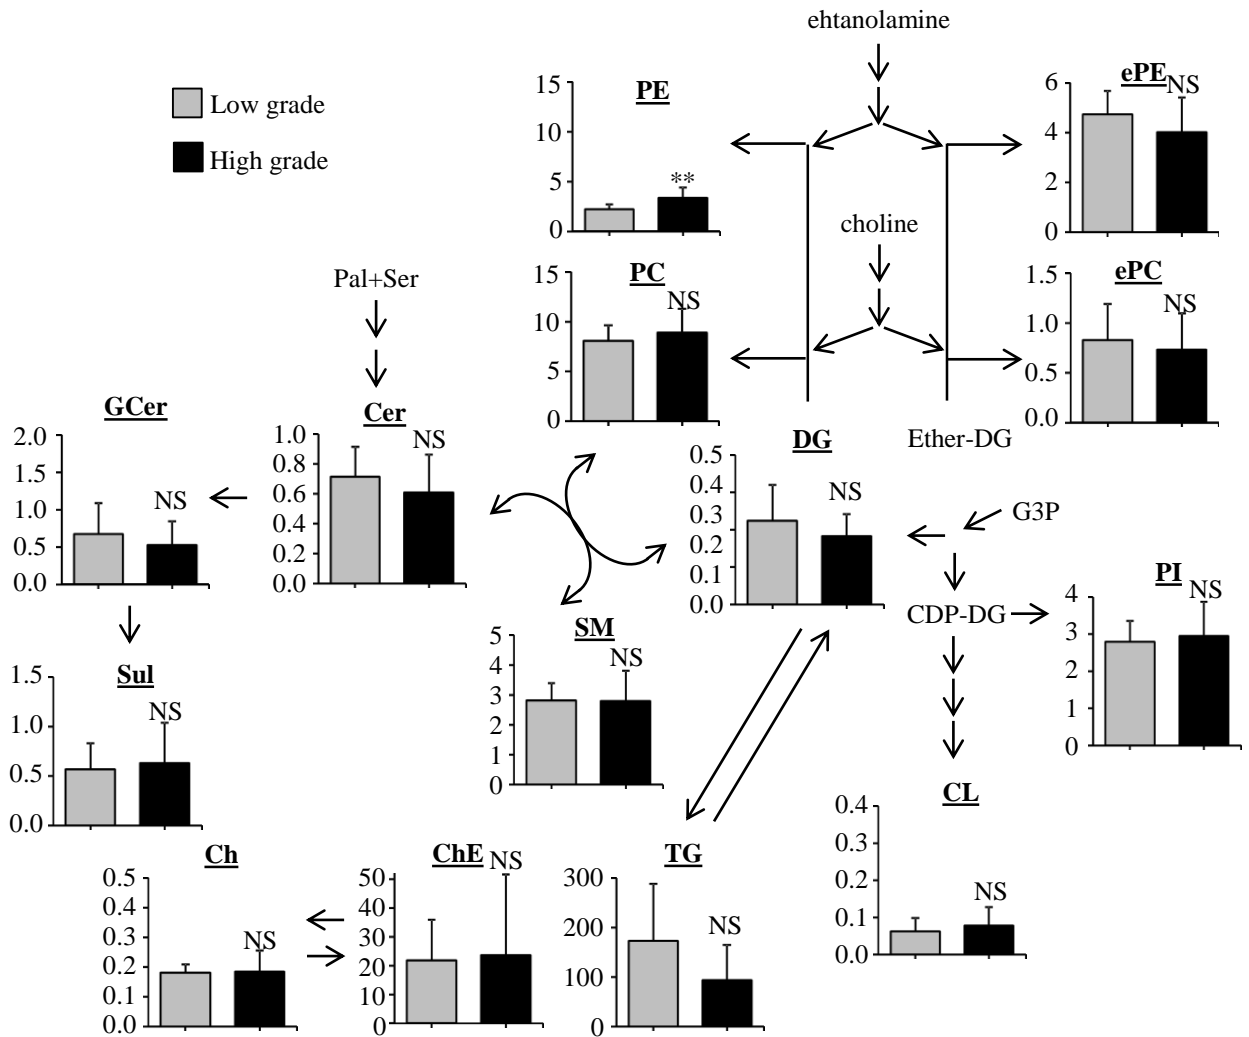 ehtanolamine
Low grade
High grade
PE
15
10
5
0
**
ePE
NS
6
4
2
0
choline
Pal+Ser
PC
NS
15
10
5
0
ePC
NS
1.5
1.0
0.5
0.0
GCer
2.0
1.5
1.0
0.5
0.0
NS
Cer
NS
1.0
0.8
0.6
0.4
0.2
0.0
DG
0.5
0.4
0.3
0.2
0.1
0.0
NS
Ether-DG
G3P
CDP-DG
PI
NS
4
3
2
1
0
SM
NS
5
4
3
2
1
0
Sul
NS
1.5
1.0
0.5
0.0
CL
0.4
0.3
0.2
0.1
0.0
NS
Ch
0.5
0.4
0.3
0.2
0.1
0.0
NS
ChE
NS
50
40
30
20
10
0
TG
300
200
100
0
NS